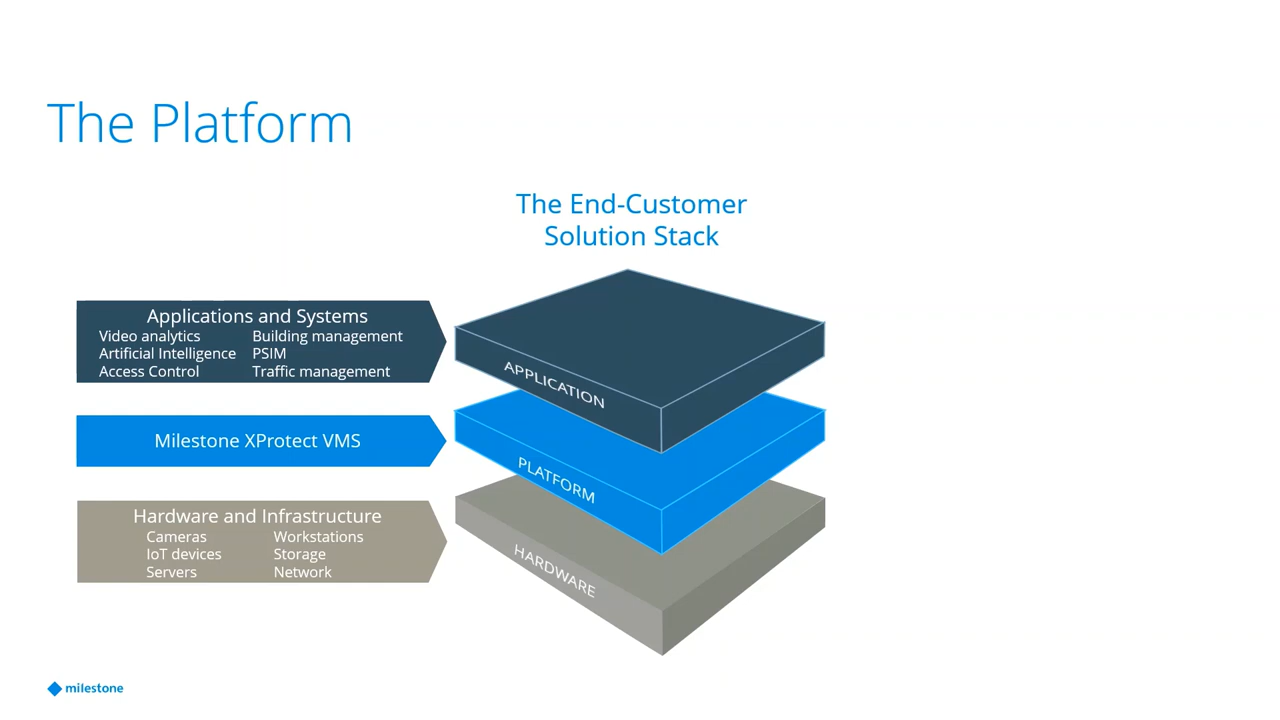 The Platform
The End-Customer
Solution Stack
Applications and Systems
Video analytics Building management
Artificial Intelligence PSIM
Access Control Traffic management
APPLICATION
Milestone XProtect VMS
PLATFORM
Hardware and Infrastructure
Cameras Workstations
IoT devices Storage
Servers Network
HARDWARE
milestone